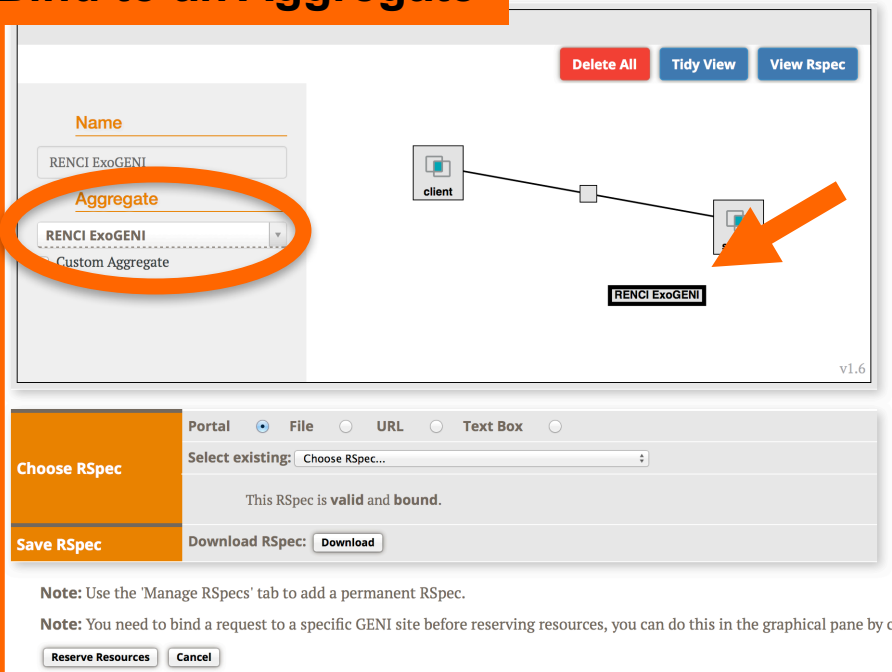 to an Aggregate
Delete All Tidy View View Rspec
Name
RENCI ExoGENI
Aggregate
RENCI ExoGENI
Custom Aggregate
client
RENCI ExoGENI
v1.6
Choose RSpec
Portal File URL Text Box
Select existing: Choose RSpec...
This RSpec is valid and bound.
Save RSpec
Download RSpec: Download
Note: Use the 'Manage RSpecs' tab to add a permanent RSpec.
Note: You need to bind a request to a specific GENI site before reserving resources, you can do this in the graphical pane by
Reserve Resources Cancel